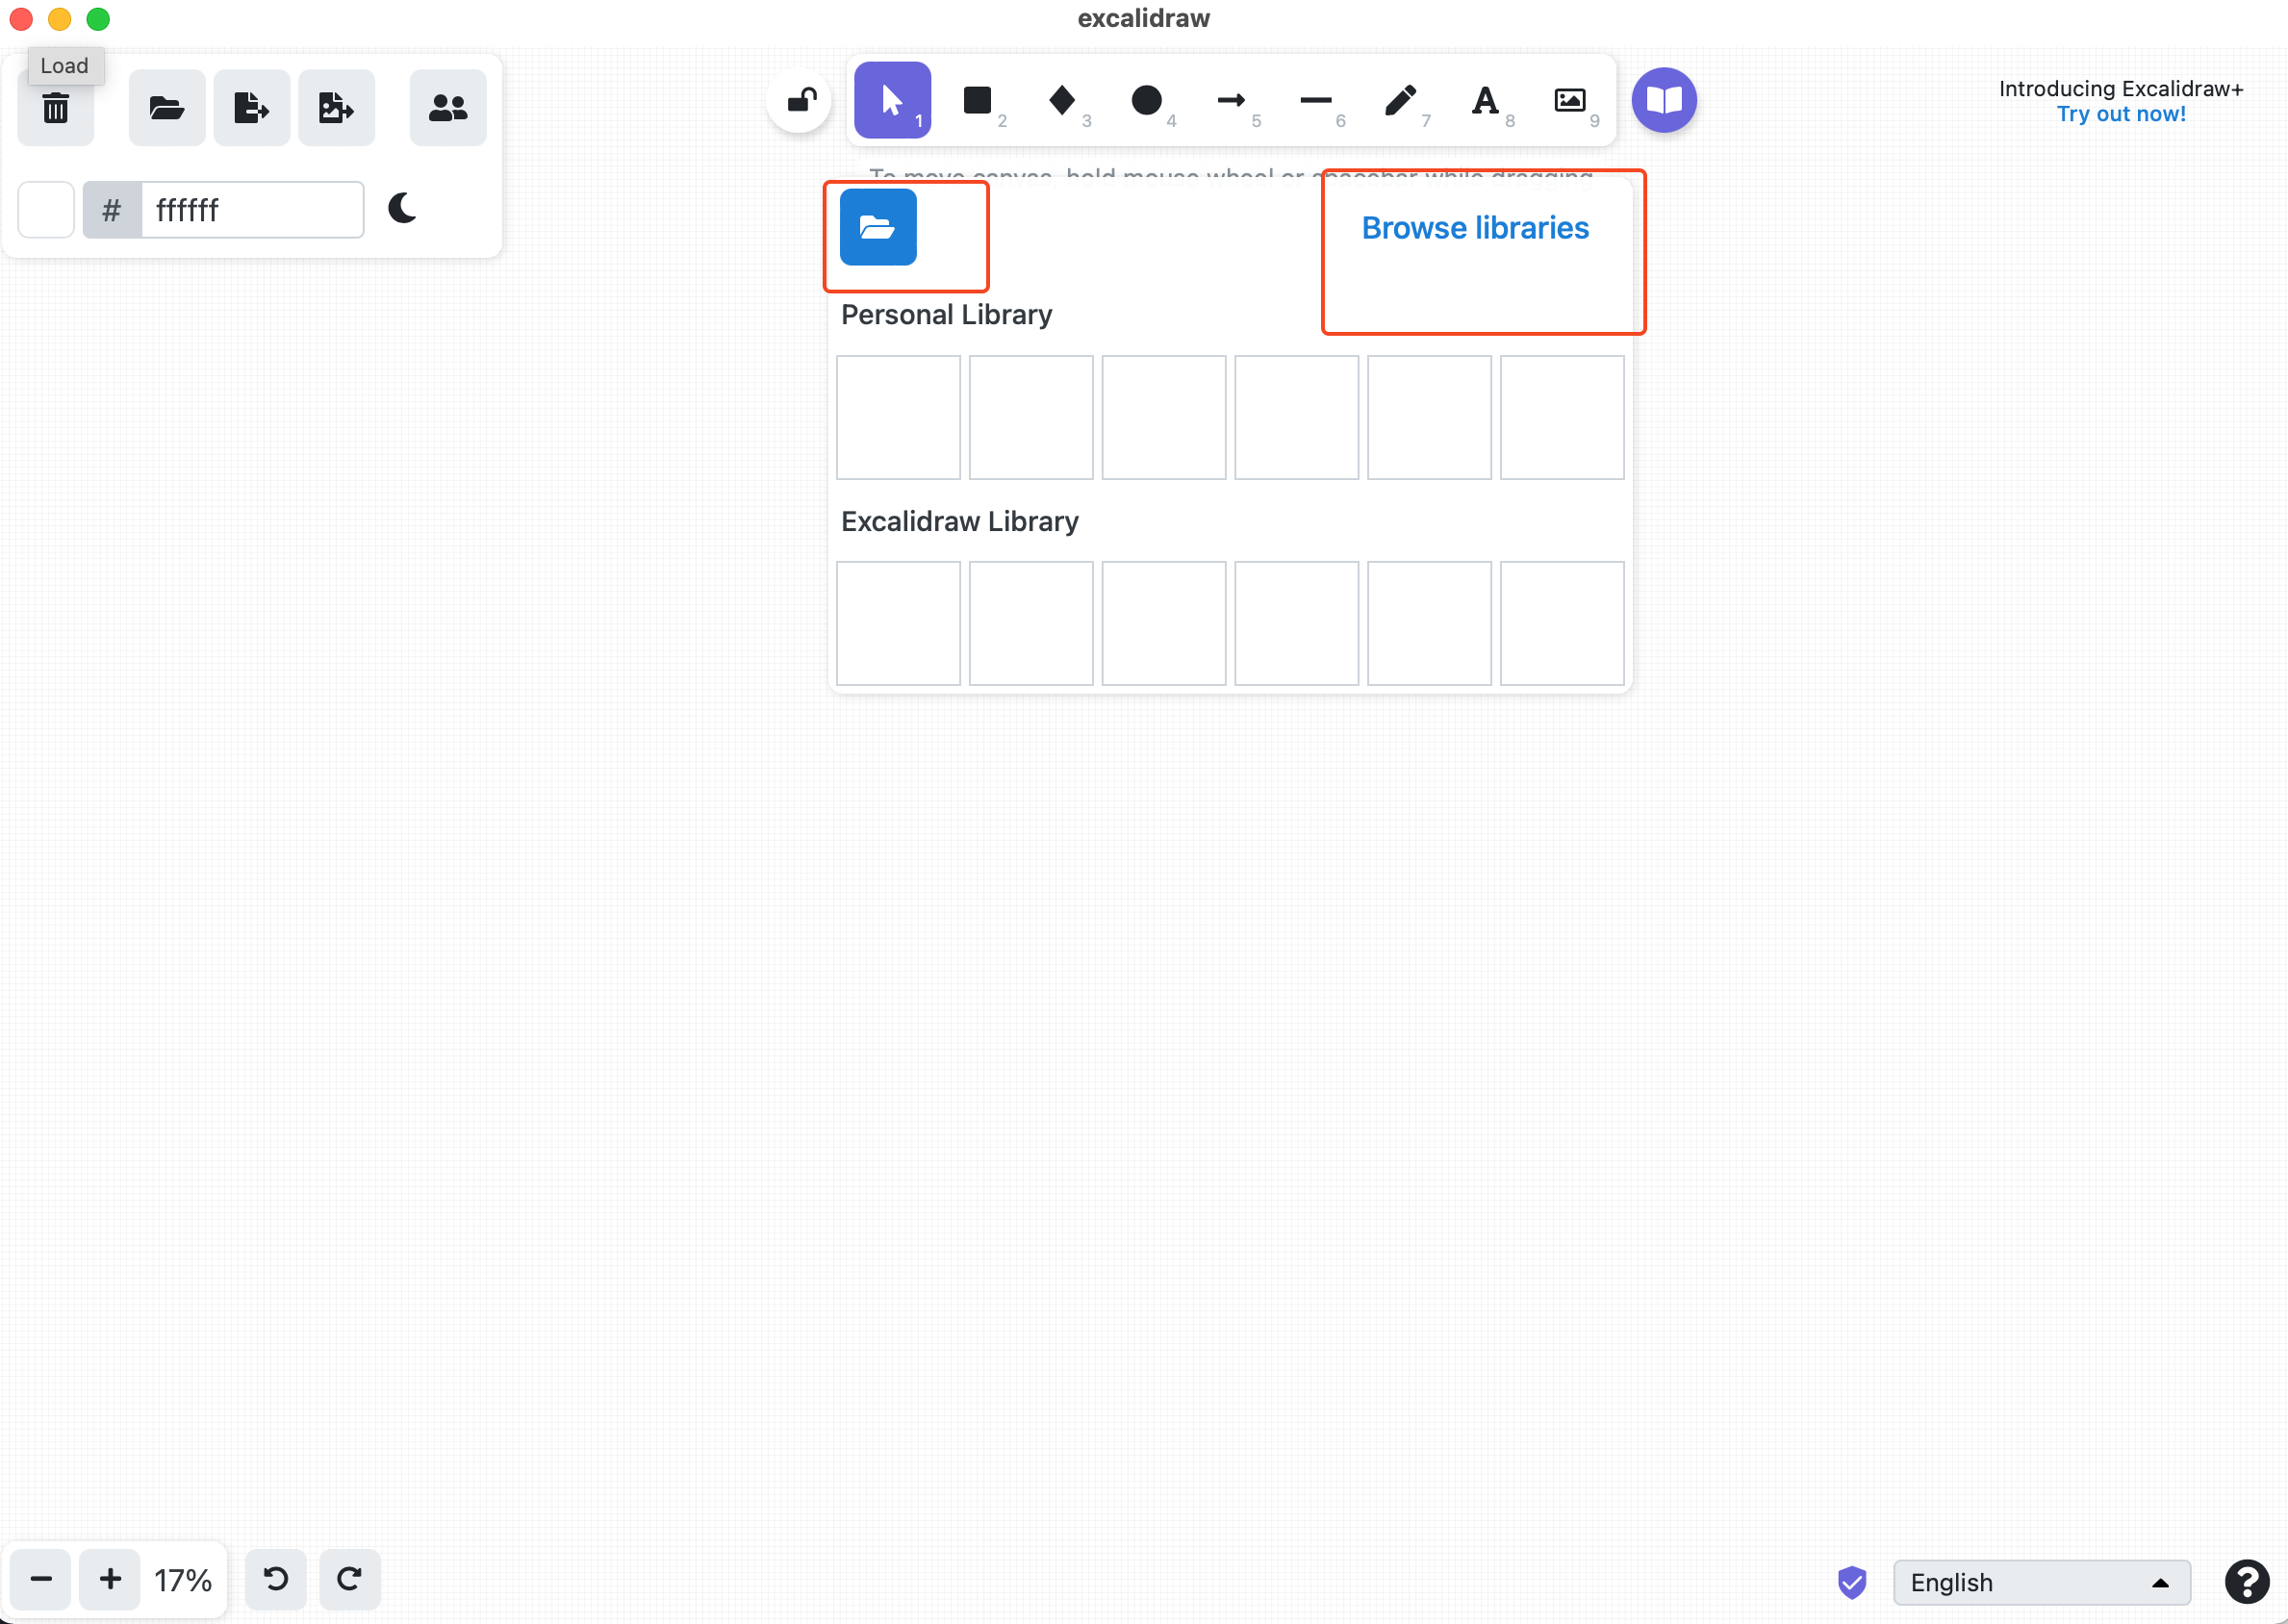 excalidraw
Load
1 2 3 4 5 6 7 8 9
Introducing Excalidraw+
Try out now!
# ffffff
To move canvas, hold mouse wheel or spacebar while dragging
Browse libraries
Personal Library
Excalidraw Library
17%
English